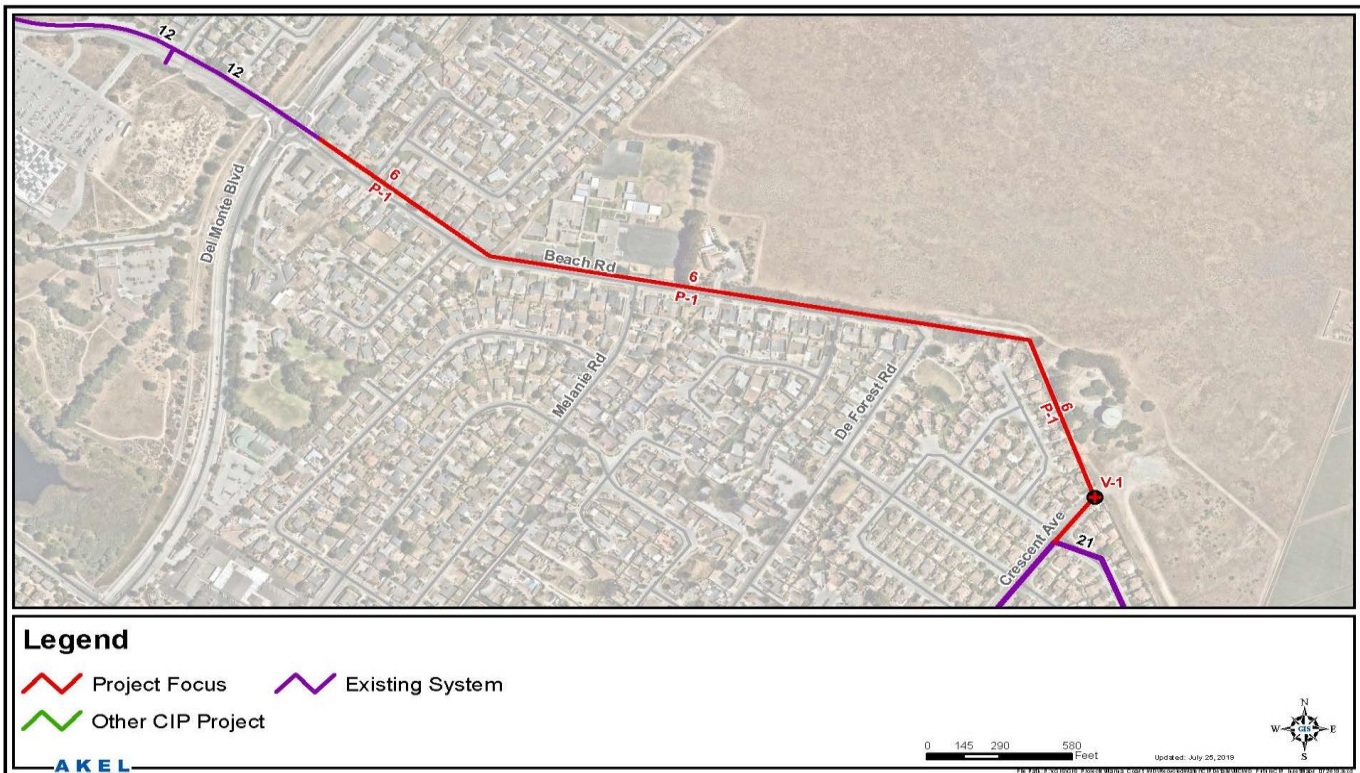 12
12
Del Monte Blvd
6
P-1
Beach Rd
6
P-1
Melanie Rd
De Forest Rd
6
P-1
V-1
Crescent Ave
21
Legend
Project Focus
Existing System
Other CIP Project
AKEL
N
W GIS E
S
0 145 290 580
Feet
Updated: July 25, 2019